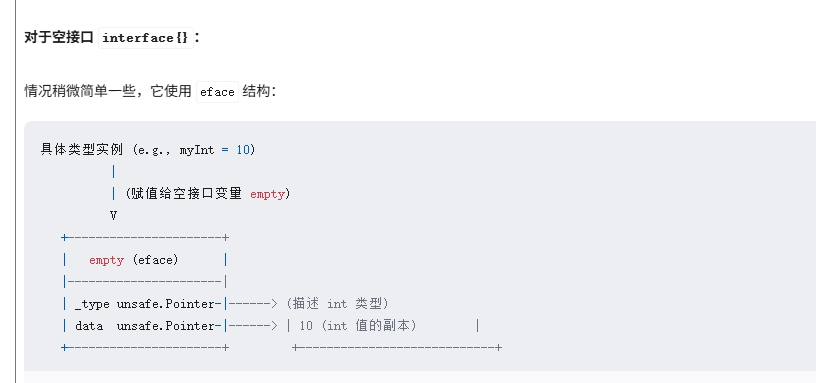 对于空接口 interface{}：
情况稍微简单一些，它使用 eface 结构：
具体类型实例 (e.g., myInt = 10)
          |
          | (赋值给空接口变量 empty)
          V
   +----------------------+
   |   empty (eface)      |
   |----------------------|
   | _type unsafe.Pointer-|------> (描述 int 类型)
   | data  unsafe.Pointer-|------> | 10 (int 值的副本)        |
   +----------------------+         +----------------------------+